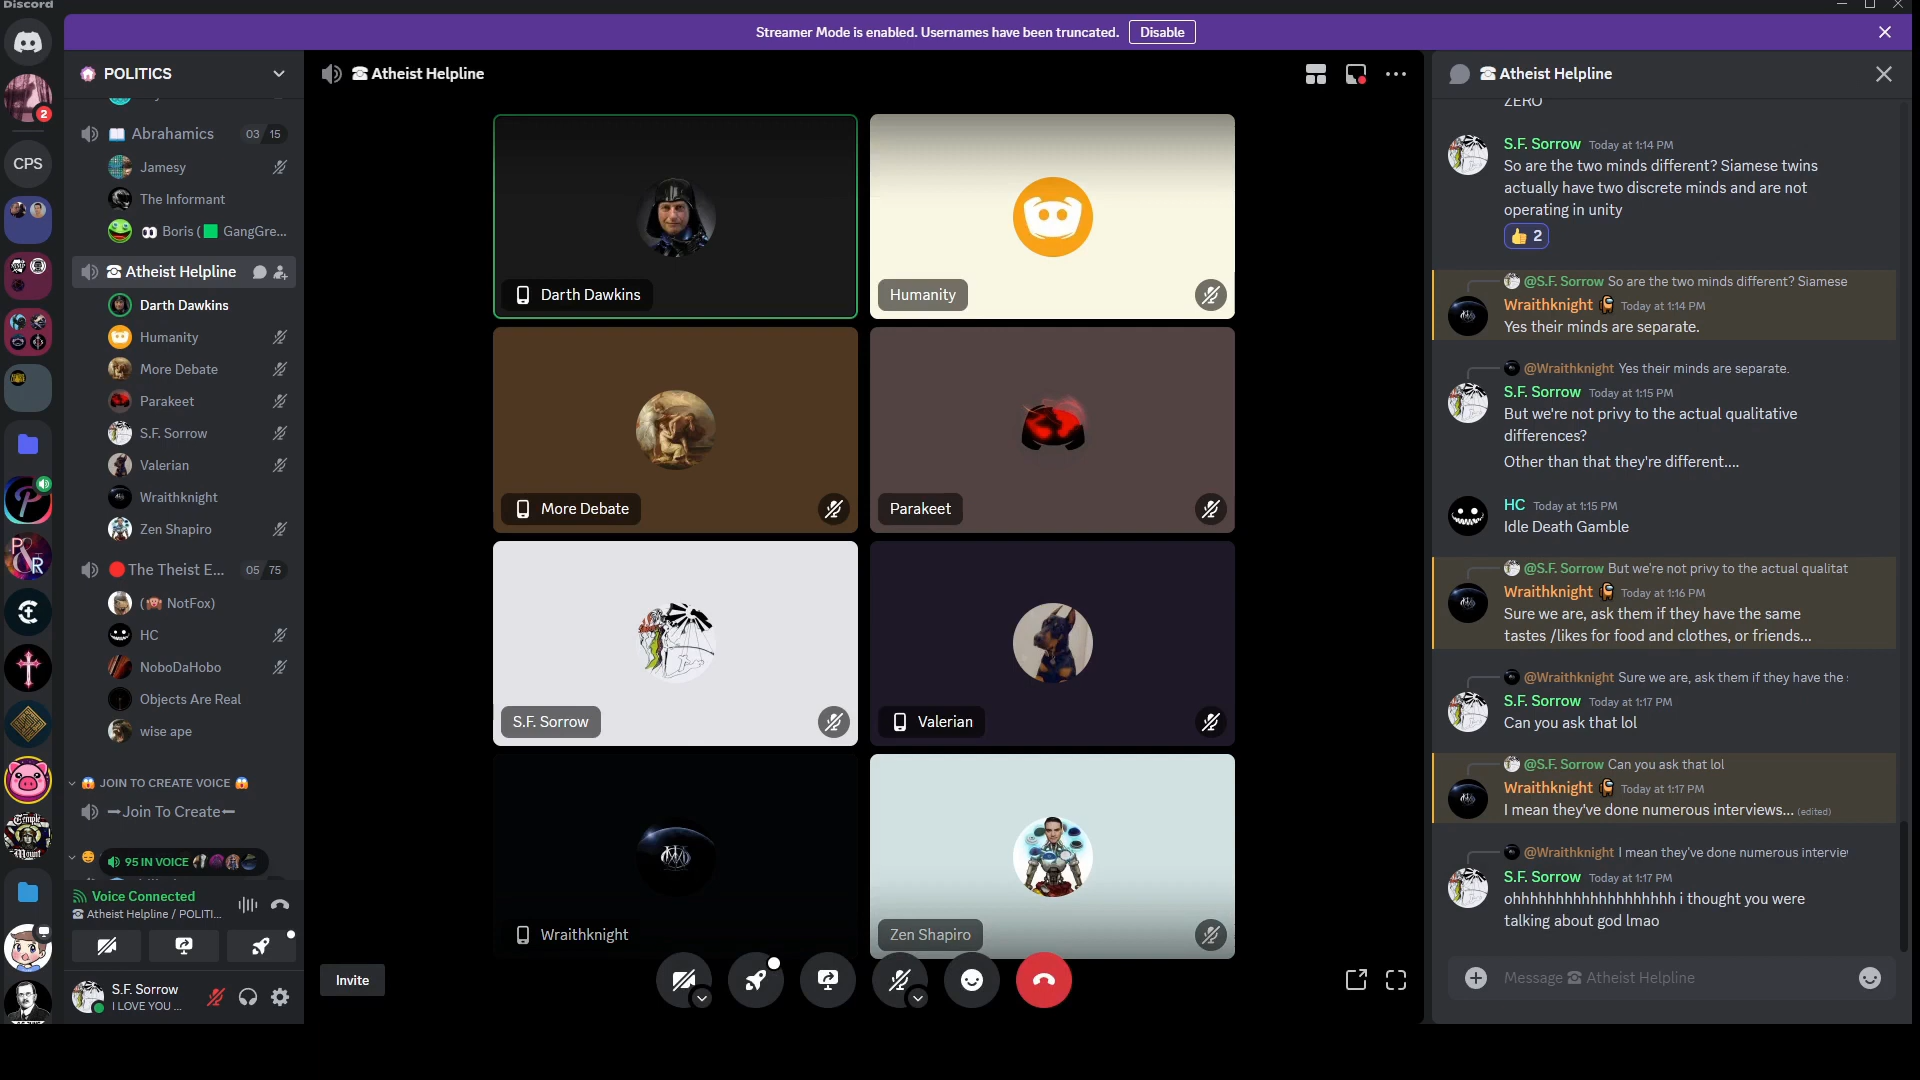 Discord
Streamer Mode is enabled. Usernames have been truncated.
Disable
POLITICS
Abrahamics
03 15
Jamesy
The Informant
Boris ( GangGre...
Atheist Helpline
Darth Dawkins
Humanity
More Debate
Parakeet
S.F. Sorrow
Valerian
Wraithknight
Zen Shapiro
The Theist E...
05 75
( NotFox)
HC
NoboDaHobo
Objects Are Real
wise ape
JOIN TO CREATE VOICE
Join To Create
95 IN VOICE
Voice Connected
Atheist Helpline / POLITI...
S.F. Sorrow
I LOVE YOU ...
2
CPS
P&R
Temple
Mount
Atheist Helpline
Darth Dawkins
Humanity
More Debate
Parakeet
S.F. Sorrow
Valerian
Wraithknight
Zen Shapiro
Invite
Atheist Helpline
ZERO
S.F. Sorrow Today at 1:14 PM
So are the two minds different? Siamese twins
actually have two discrete minds and are not
operating in unity
2
@S.F. Sorrow So are the two minds different? Siamese
Wraithknight Today at 1:14 PM
Yes their minds are separate.
@Wraithknight Yes their minds are separate.
S.F. Sorrow Today at 1:15 PM
But we're not privy to the actual qualitative
differences?
Other than that they're different....
HC Today at 1:15 PM
Idle Death Gamble
@S.F. Sorrow But we're not privy to the actual qualitat
Wraithknight Today at 1:16 PM
Sure we are, ask them if they have the same
tastes /likes for food and clothes, or friends...
@Wraithknight Sure we are, ask them if they have the
S.F. Sorrow Today at 1:17 PM
Can you ask that lol
@S.F. Sorrow Can you ask that lol
Wraithknight Today at 1:17 PM
I mean they've done numerous interviews... (edited)
@Wraithknight I mean they've done numerous intervie
S.F. Sorrow Today at 1:17 PM
ohhhhhhhhhhhhhhhhhhh i thought you were
talking about god lmao
Message Atheist Helpline